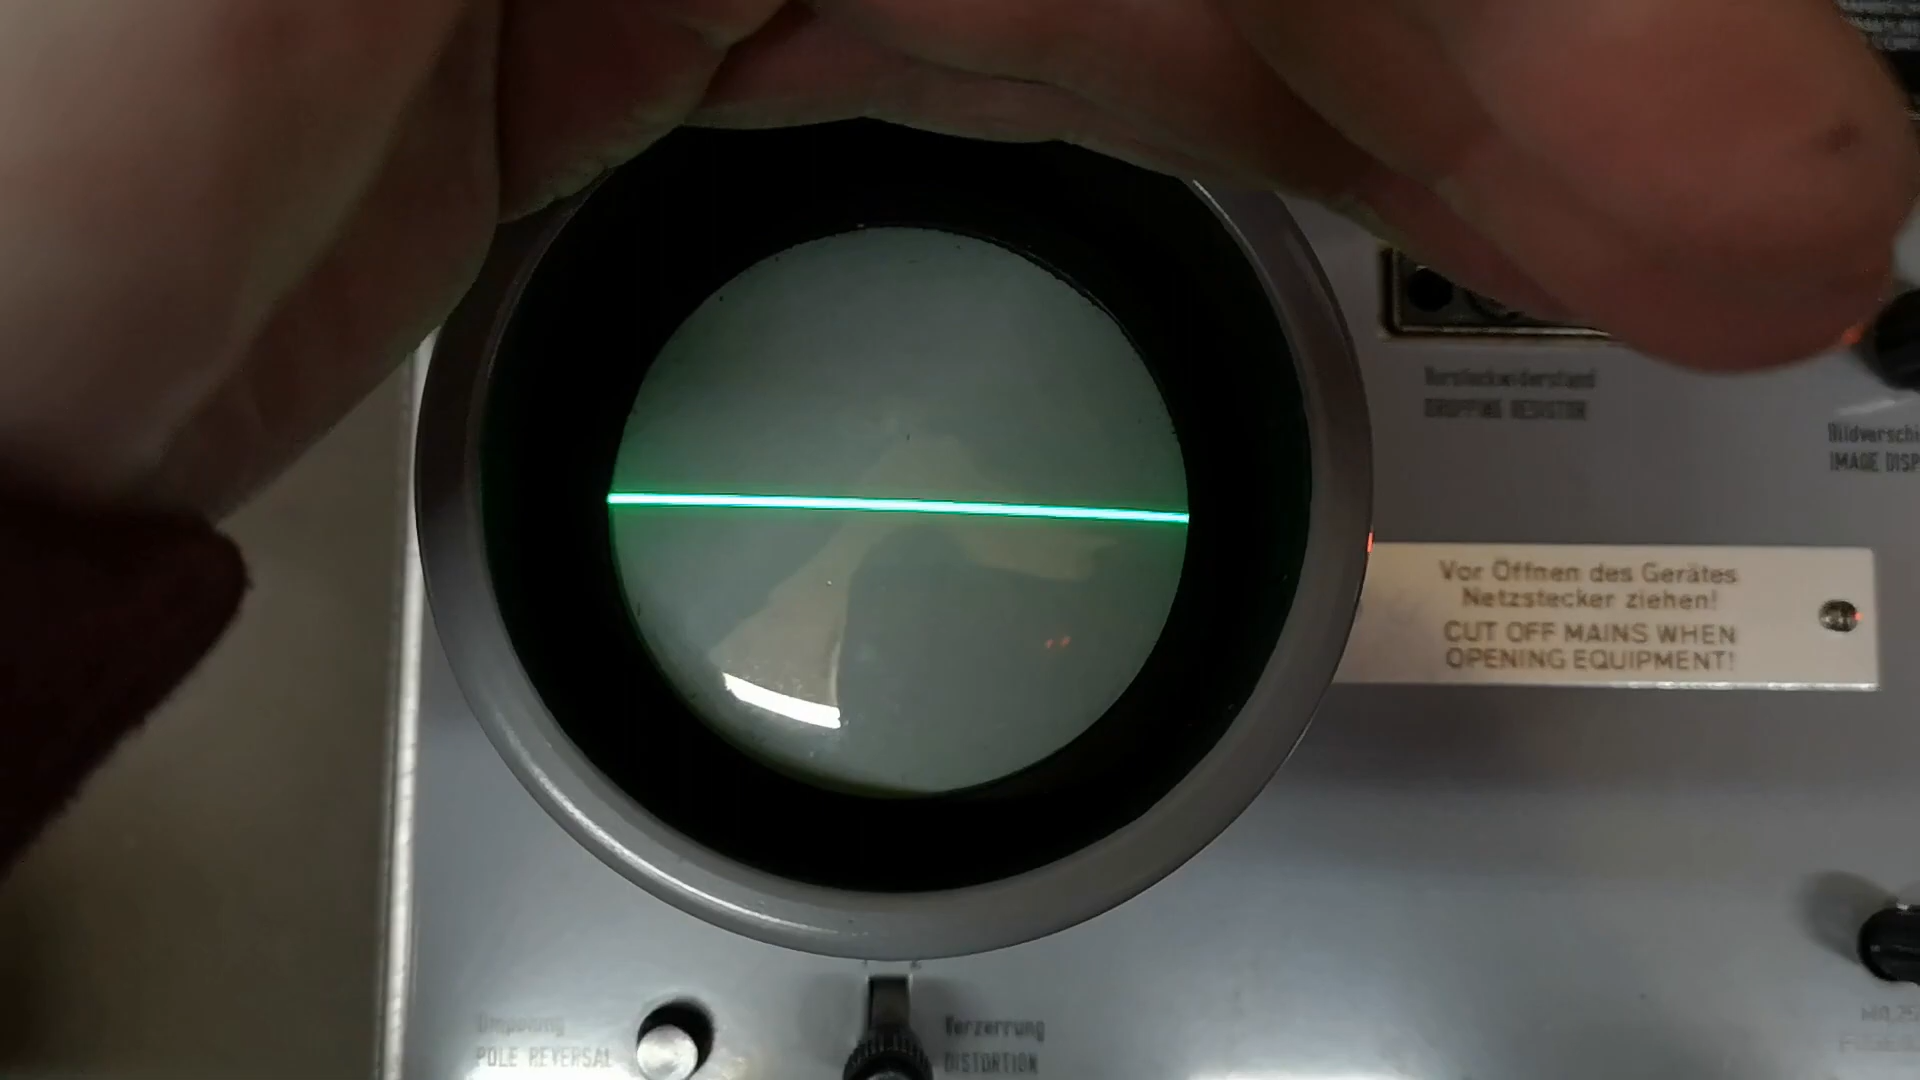 Vorsteckwiderstand
DROPPING RESISTOR
Bildverschi
IMAGE DISP
Vor Öffnen des Gerätes
Netzstecker ziehen!
CUT OFF MAINS WHEN
OPENING EQUIPMENT!
Umpolung
POLE REVERSAL
Verzerrung
DISTORTION